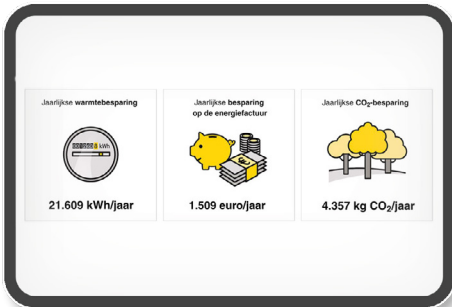 Jaarlijkse warmtebesparing
kWh
21.609 kWh/jaar
Jaarlijkse besparing
op de energiefactuur
1.509 euro/jaar
Jaarlijkse CO₂-besparing
4.357 kg CO₂/jaar